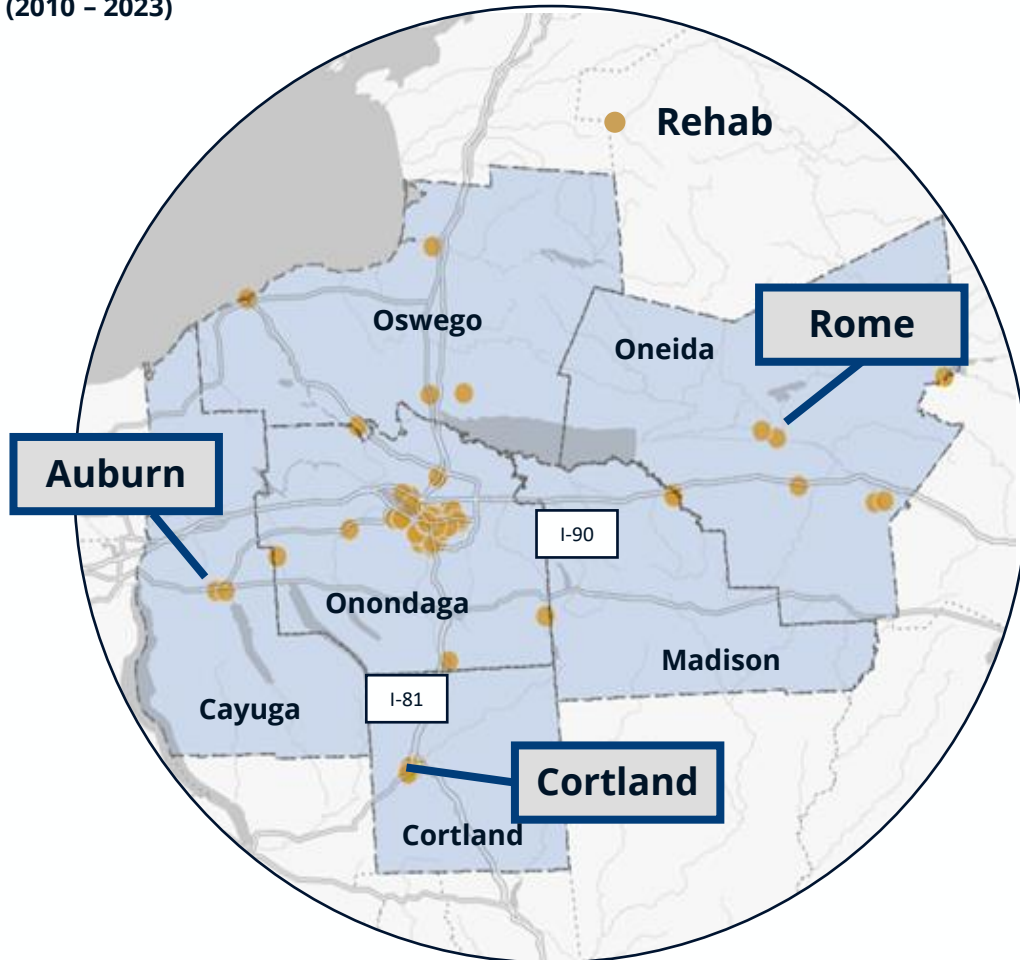 (2010 – 2023)
Rehab
Oswego
Rome
Oneida
Auburn
I-90
Onondaga
Madison
I-81
Cayuga
Cortland
Cortland